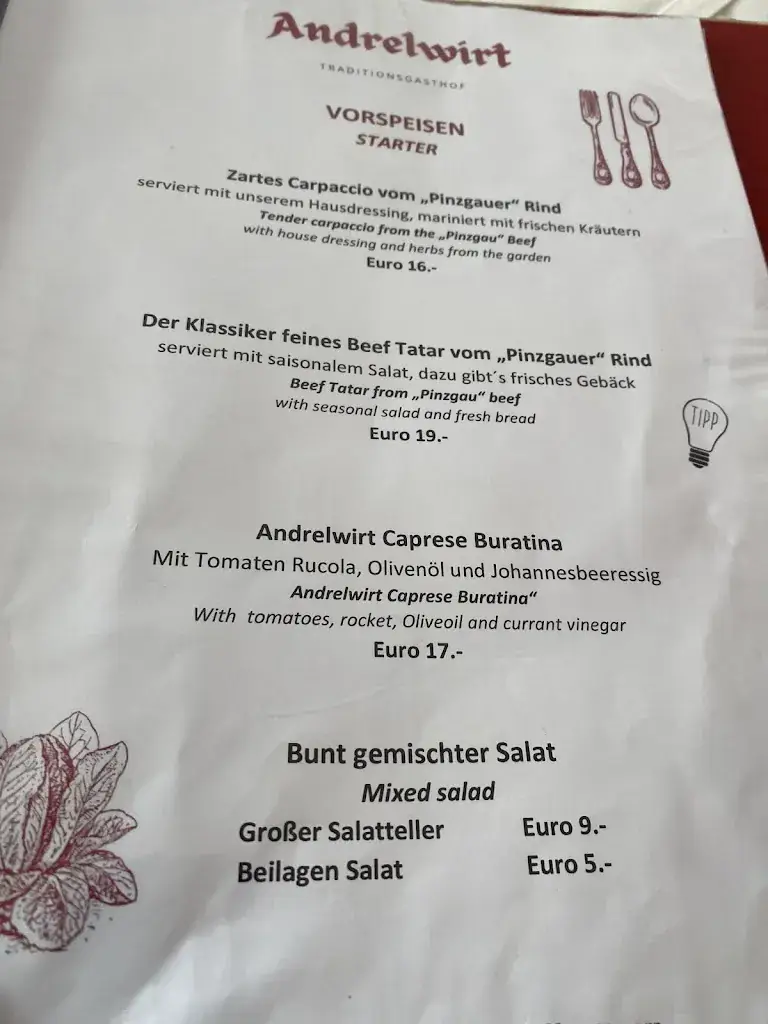 Andrelwirt
TRADITIONSGASTHOF
VORSPEISEN
STARTER
Zartes Carpaccio vom „Pinzgauer“ Rind
serviert mit unserem Hausdressing, mariniert mit frischen Kräutern
Tender carpaccio from the „Pinzgau“ Beef
with house dressing and herbs from the garden
Euro 16.-
Der Klassiker feines Beef Tatar vom „Pinzgauer“ Rind
serviert mit saisonalem Salat, dazu gibt´s frisches Gebäck
Beef Tatar from „Pinzgau“ beef
with seasonal salad and fresh bread
Euro 19.-
TIPP
Andrelwirt Caprese Buratina
Mit Tomaten Rucola, Olivenöl und Johannesbeeressig
Andrelwirt Caprese Buratina“
With tomatoes, rocket, Oliveoil and currant vinegar
Euro 17.-
Bunt gemischter Salat
Mixed salad
Großer Salatteller Euro 9.-
Beilagen Salat Euro 5.-